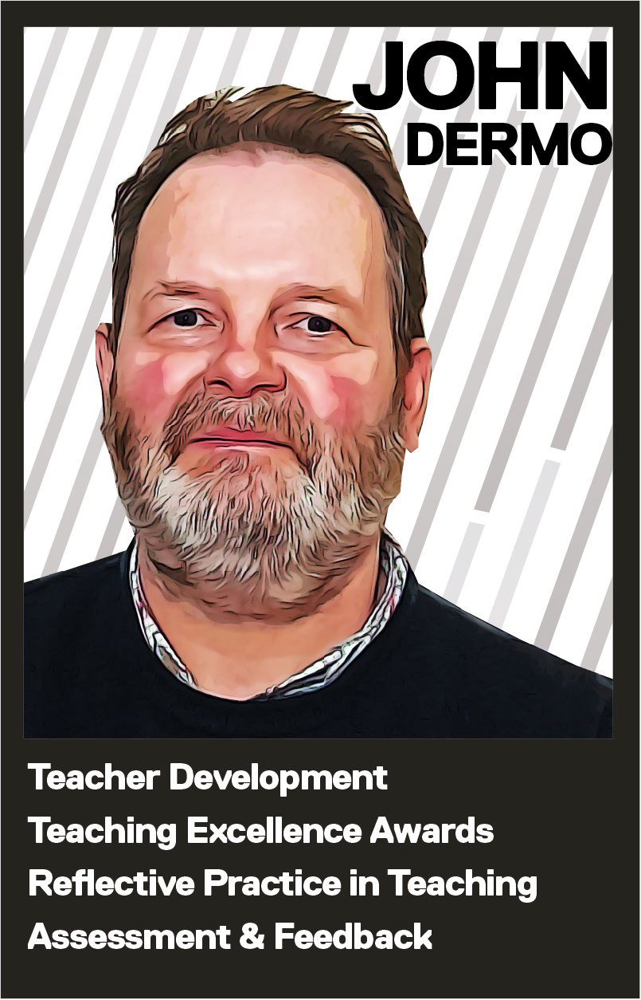 JOHN
DERMO
Teacher Development
Teaching Excellence Awards
Reflective Practice in Teaching
Assessment & Feedback